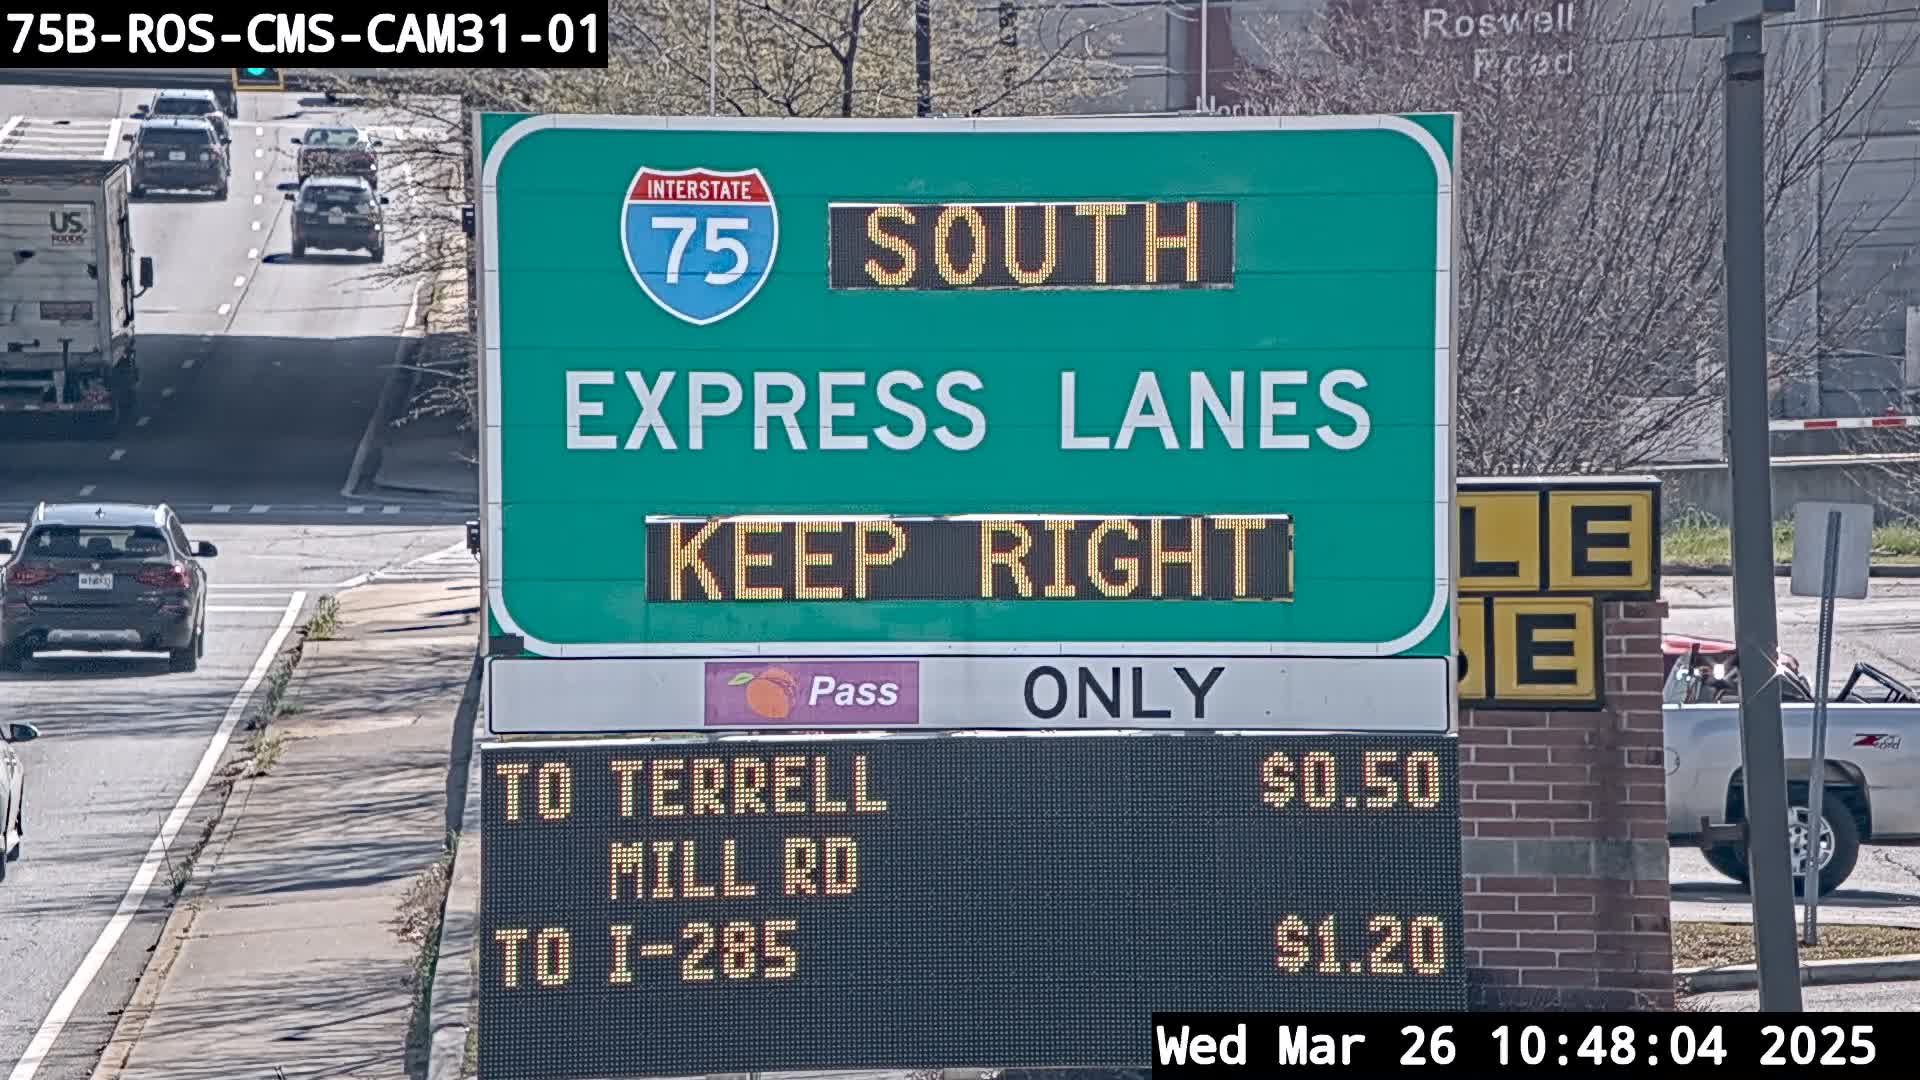 75B-ROS-CMS-CAM31-01
Roswell
Road
US.
FOODS
INTERSTATE
75
SOUTH
EXPRESS LANES
KEEP RIGHT
Pass
ONLY
LE
E
TO TERRELL $0.50
MILL RD
TO I-285 $1.20
Wed Mar 26 10:48:04 2025